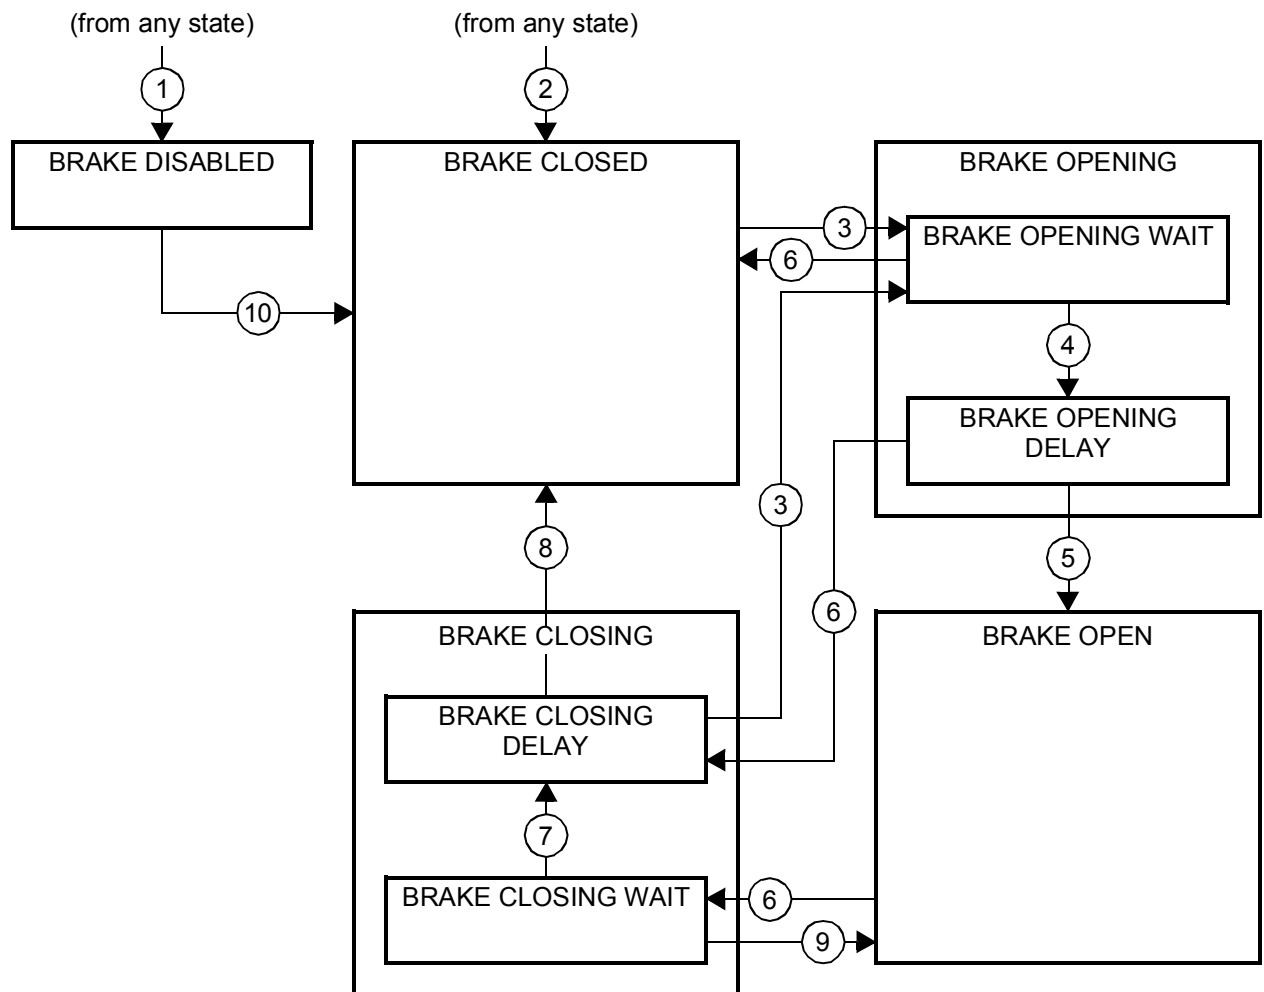 (from any state)
(from any state)
1
2
BRAKE DISABLED
BRAKE CLOSED
BRAKE OPENING
3
BRAKE OPENING WAIT
6
10
4
BRAKE OPENING
DELAY
3
8
5
6
BRAKE CLOSING
BRAKE OPEN
BRAKE CLOSING
DELAY
7
BRAKE CLOSING WAIT
6
9